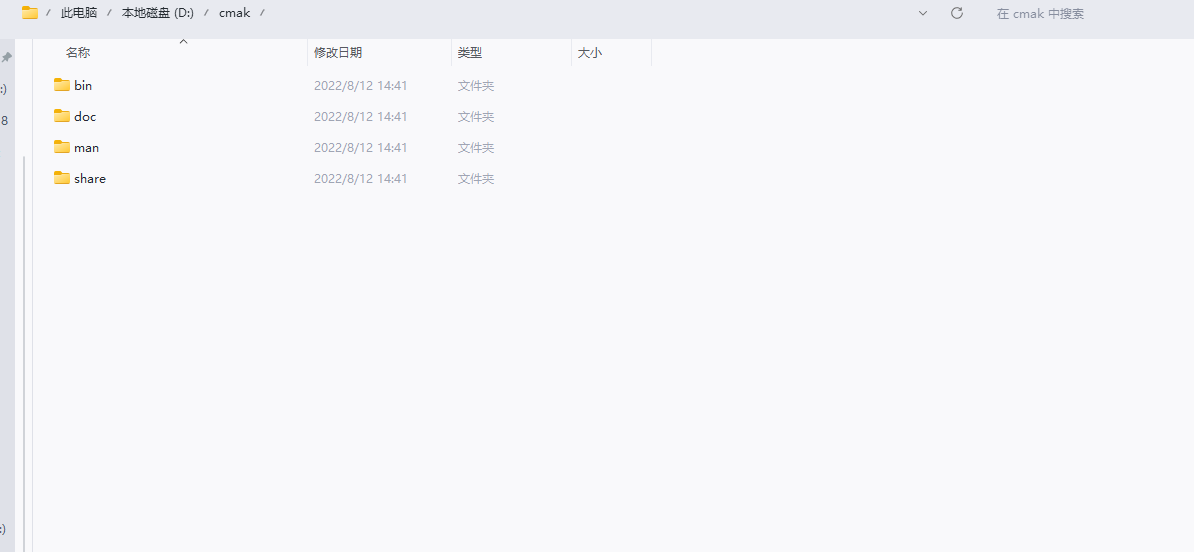 / 此电脑 / 本地磁盘 (D:) / cmak / 在 cmak 中搜索
名称 修改日期 类型 大小
:)
bin 2022/8/12 14:41 文件夹
8
doc 2022/8/12 14:41 文件夹
man 2022/8/12 14:41 文件夹
share 2022/8/12 14:41 文件夹
:)